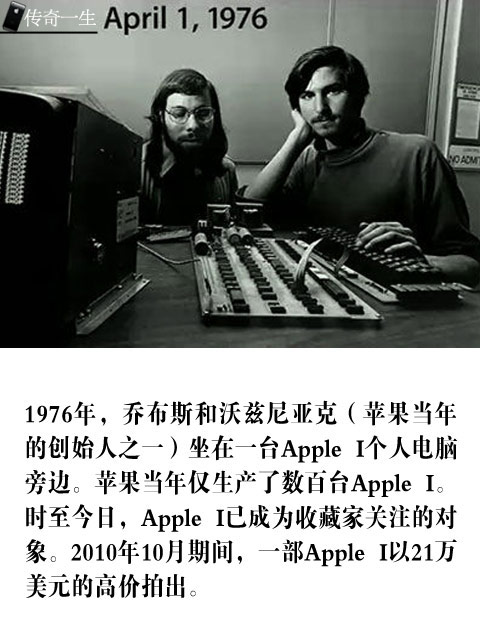 传奇一生 April 1, 1976
NO ADMIT
1976年，乔布斯和沃兹尼亚克（苹果当年
的创始人之一）坐在一台Apple I个人电脑
旁边。苹果当年仅生产了数百台Apple I。
时至今日，Apple I已成为收藏家关注的对
象。2010年10月期间，一部Apple I以21万
美元的高价拍出。